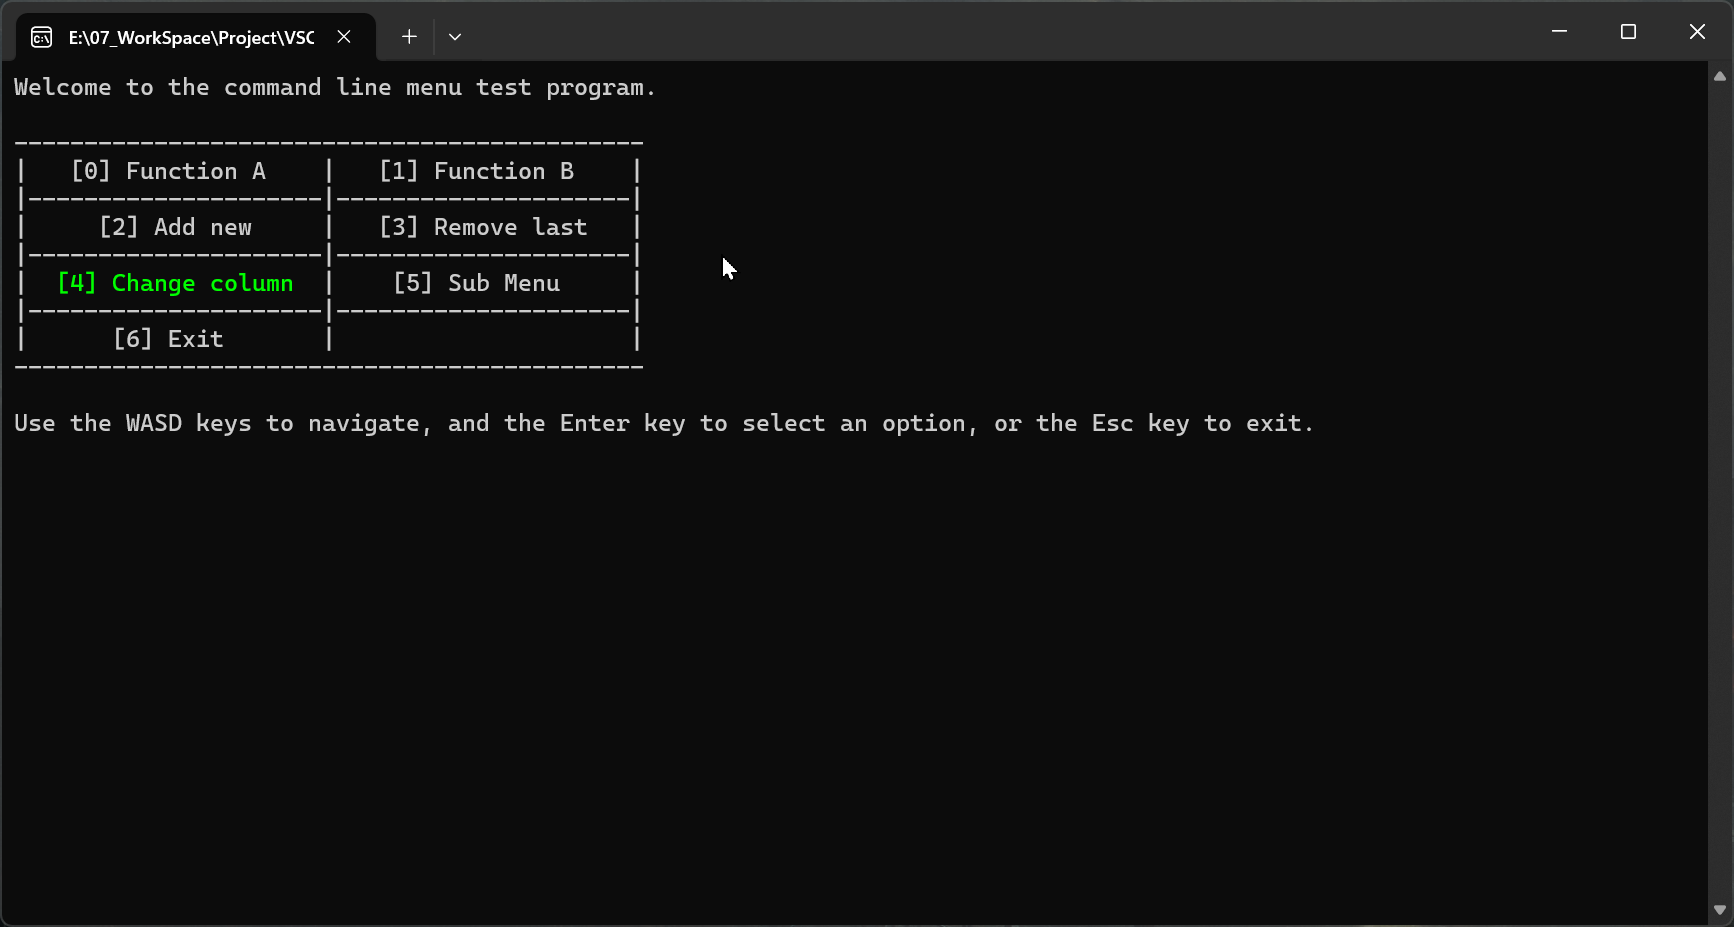 E:\07_WorkSpace\Project\VSC
Welcome to the command line menu test program.
---------------------------------------------
|   [0] Function A    |   [1] Function B    |
|---------------------|---------------------|
|     [2] Add new     |   [3] Remove last   |
|---------------------|---------------------|
|  [4] Change column  |    [5] Sub Menu     |
|---------------------|---------------------|
|      [6] Exit       |                     |
---------------------------------------------
Use the WASD keys to navigate, and the Enter key to select an option, or the Esc key to exit.